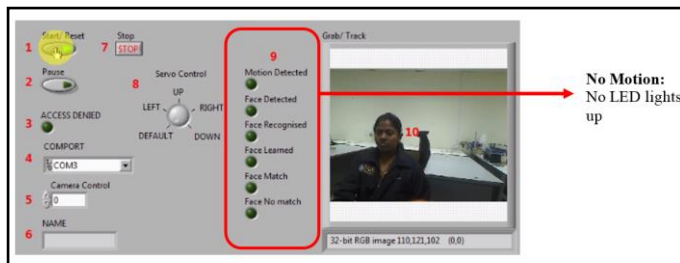 Start/ Reset
1
Stop
7 STOP
Grab/ Track
2
Pause
8
Servo Control
UP
LEFT
RIGHT
DEFAULT
DOWN
3
ACCESS DENIED
4
COMPORT
COM3
5
Camera Control
0
6
NAME
9
Motion Detected
Face Detected
Face Recognised
Face Learned
Face Match
Face No match
10
32-bit RGB image 110,121,102 (0,0)
No Motion:
No LED lights
up